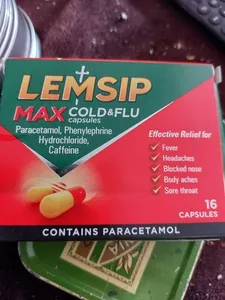 LEMSIP
MAX COLD & FLU
capsules
Paracetamol, Phenylephrine
Hydrochloride,
Caffeine
Effective Relief for
Fever
Headaches
Blocked nose
Body aches
Sore throat
16
CAPSULES
CONTAINS PARACETAMOL